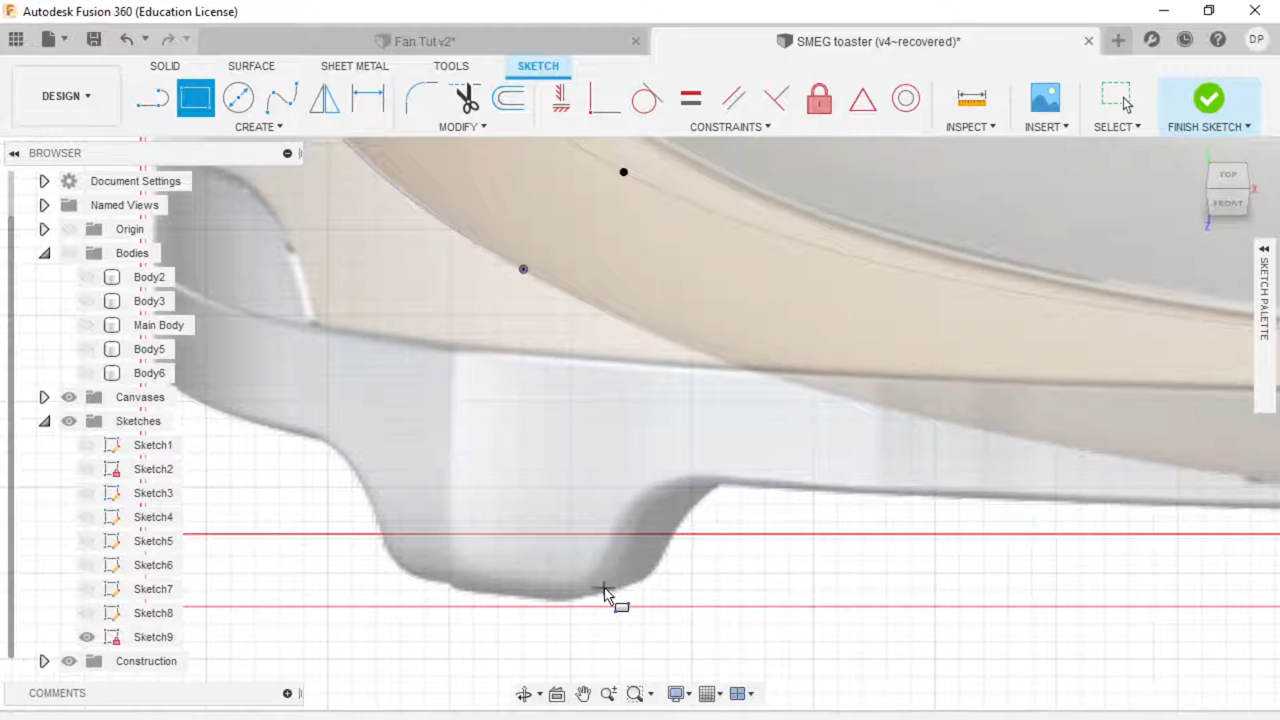 Autodesk Fusion 360 (Education License)
Fan Tut v2*
SMEG toaster (v4~recovered)*
DP
SOLID SURFACE SHEET METAL TOOLS SKETCH
DESIGN
CREATE MODIFY CONSTRAINTS INSPECT INSERT SELECT FINISH SKETCH
BROWSER
TOP
FRONT
X
Z
SKETCH PALETTE
Document Settings
Named Views
Origin
Bodies
Body2
Body3
Main Body
Body5
Body6
Canvases
Sketches
Sketch1
Sketch2
Sketch3
Sketch4
Sketch5
Sketch6
Sketch7
Sketch8
Sketch9
Construction
COMMENTS